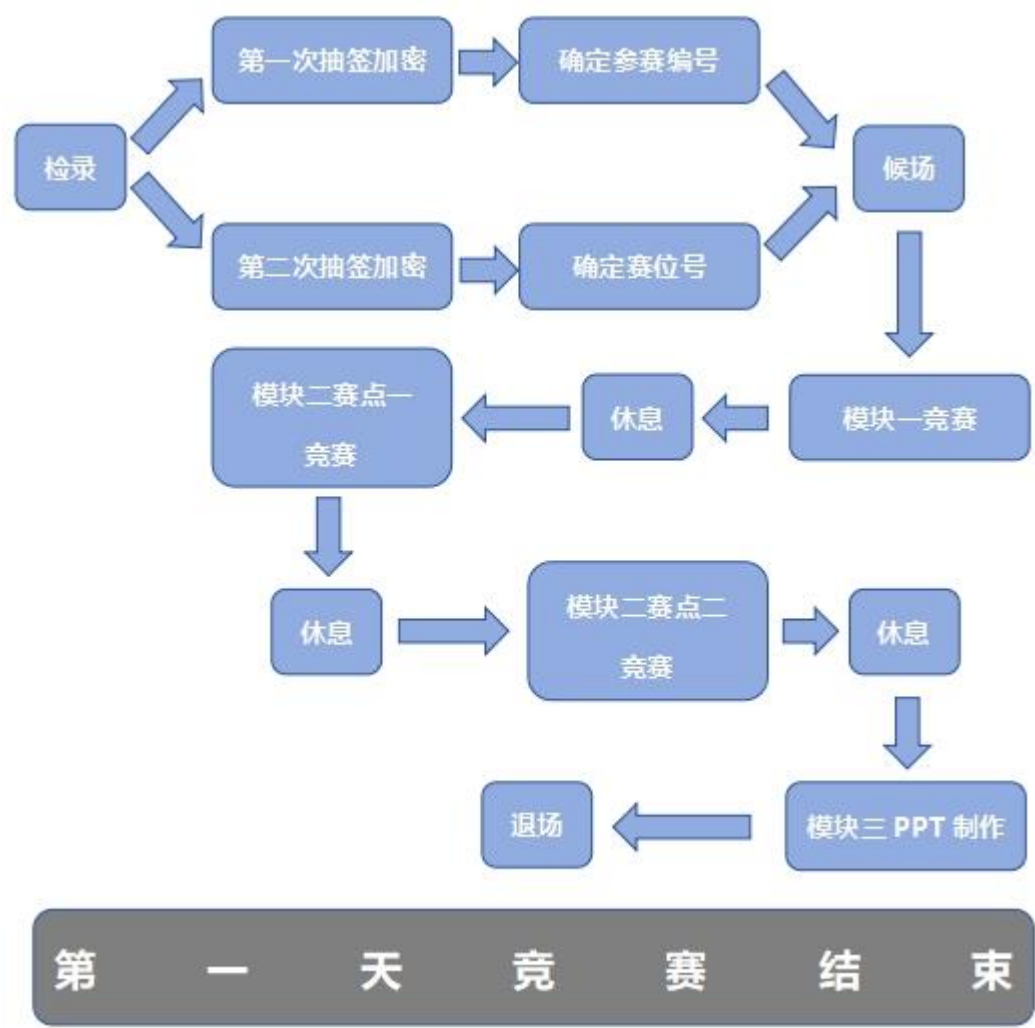 第一次抽签加密
确定参赛编号
检录
候场
第二次抽签加密
确定赛位号
模块二赛点一
竞赛
休息
模块一竞赛
休息
模块二赛点二
竞赛
休息
退场
模块三 PPT 制作
第一天竞赛结束